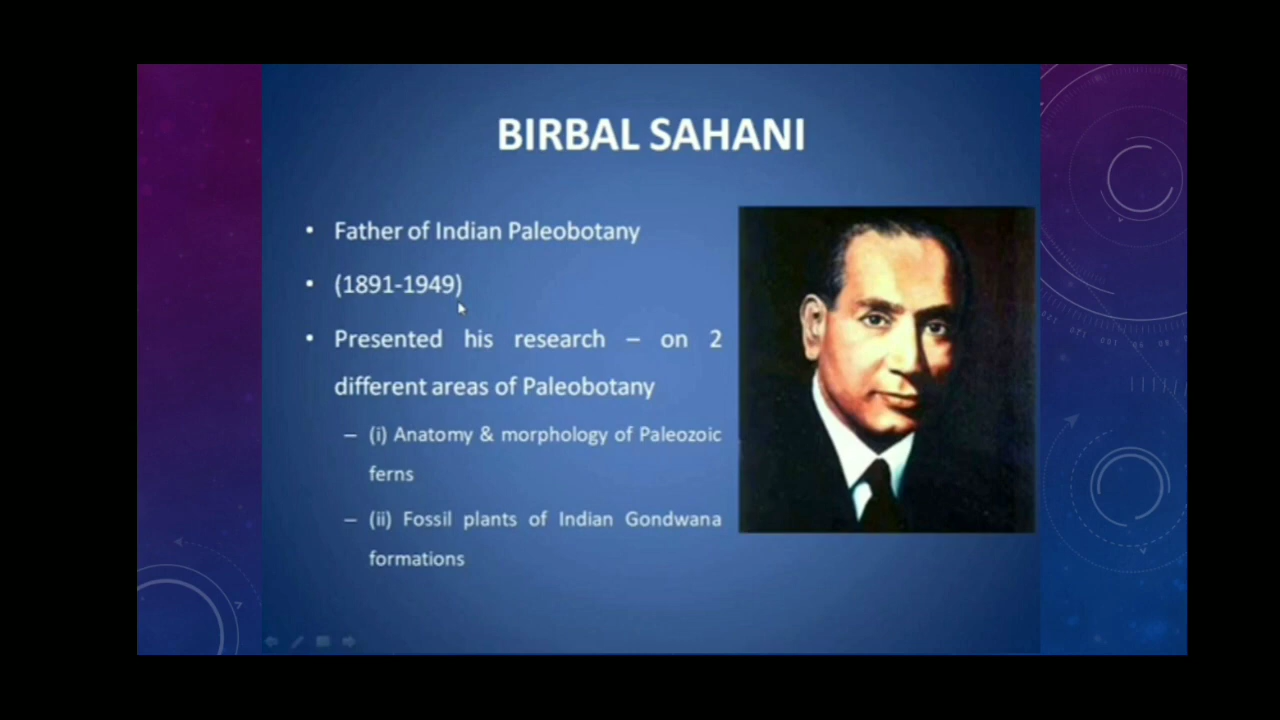 BIRBAL SAHANI
• Father of Indian Paleobotany
• (1891-1949)
• Presented his research – on 2
different areas of Paleobotany
– (i) Anatomy & morphology of Paleozoic
ferns
– (ii) Fossil plants of Indian Gondwana
formations